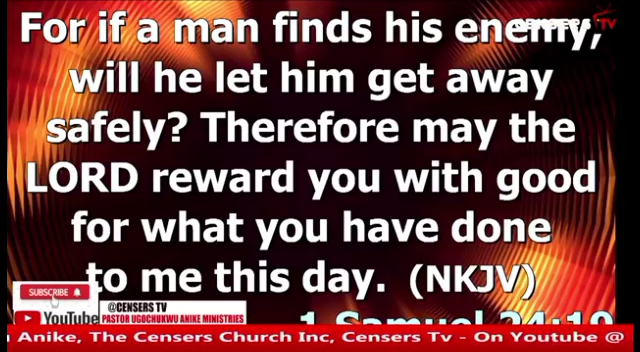 CENSERS TV
For if a man finds his enemy,
will he let him get away
safely? Therefore may the
LORD reward you with good
for what you have done
to me this day. (NKJV)
1 Samuel 24:19
SUBSCRIBE
YouTube
@CENSERS TV
PASTOR UGOCHUKWU ANIKE MINISTRIES
Anike, The Censers Church Inc, Censers Tv - On Youtube @